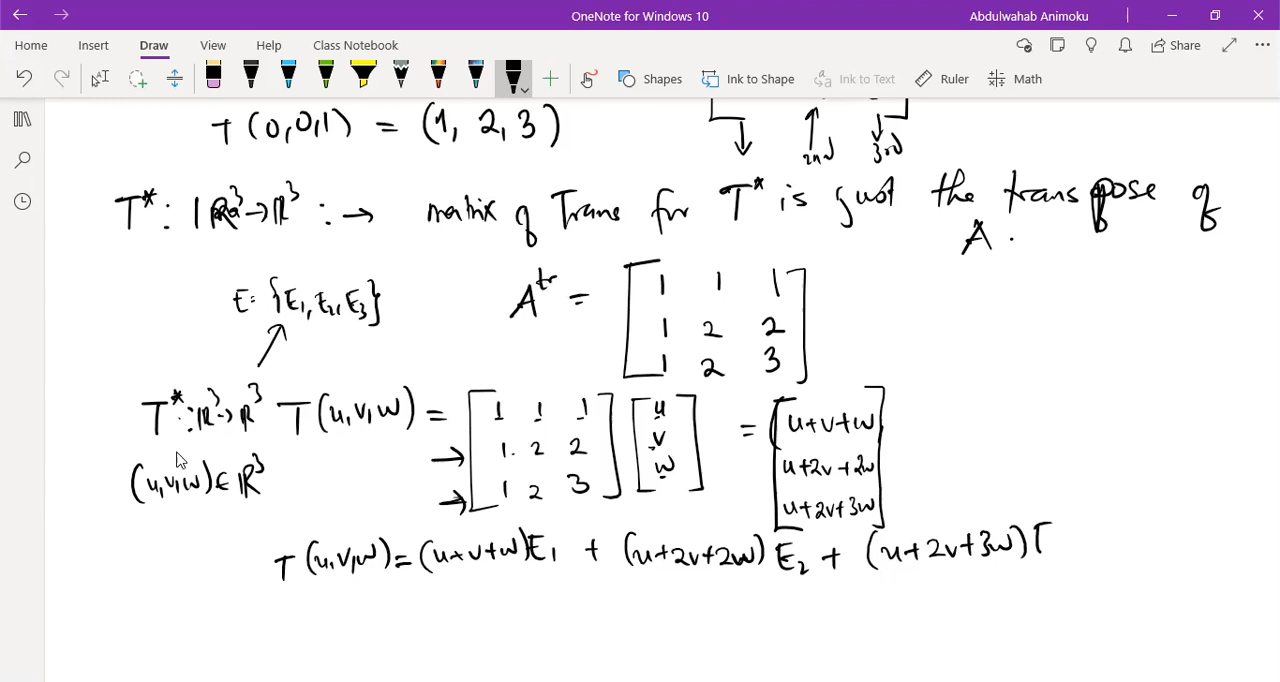 OneNote for Windows 10
Abdulwahab Animoku
Home Insert Draw View Help Class Notebook Share
Shapes Ink to Shape Ink to Text Ruler Math
T(0,0,1) = (1, 2, 3)
2nd 3rd
T* : ℝ³→ℝ³ : → matrix of Trans for T* is just the transpose of A.
E = {E₁, E₂, E₃}
Aᵗʳ =
1 1 1
1 2 2
1 2 3
T* : ℝ³→ℝ³ T(u,v,w) =
1 1 1 u
1 2 2 v
1 2 3 w
= u+v+w
u+2v+2w
u+2v+3w
(u,v,w) ∈ ℝ³
T(u,v,w) = (u+v+w)E₁ + (u+2v+2w)E₂ + (u+2v+3w)